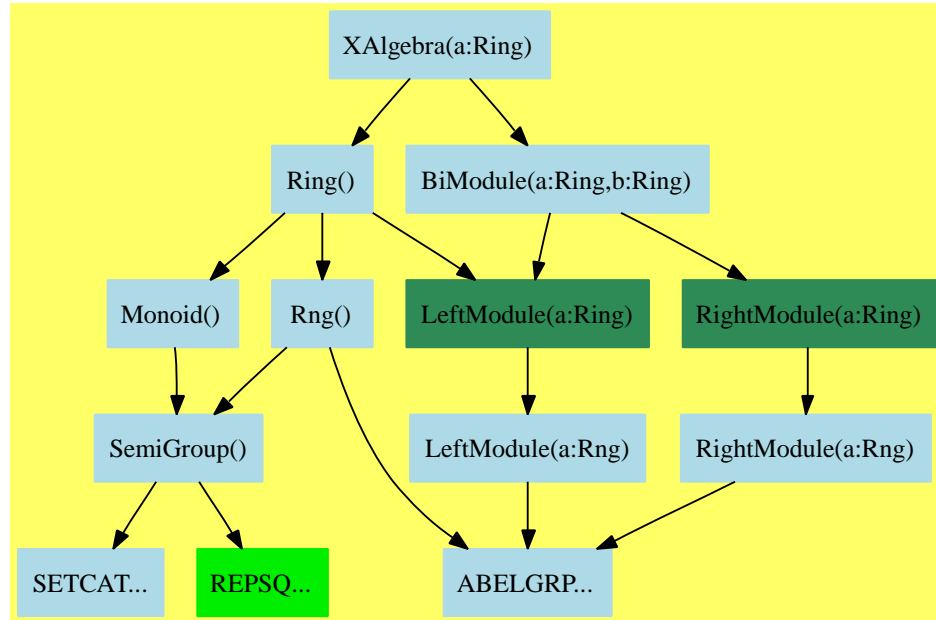 XAlgebra(a:Ring)
Ring()
BiModule(a:Ring,b:Ring)
Monoid()
Rng()
LeftModule(a:Ring)
RightModule(a:Ring)
SemiGroup()
LeftModule(a:Rng)
RightModule(a:Rng)
SETCAT...
REPSQ...
ABELGRP...